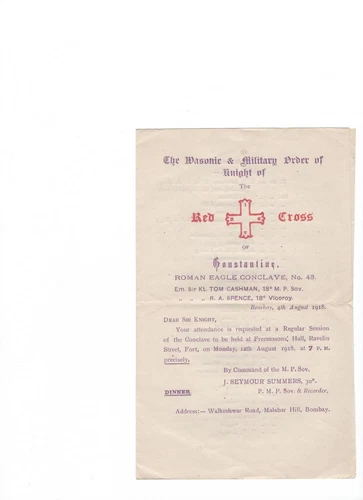 The Masonic & Military Order of
Knight of
The
Red Cross
OF
Constantine.
ROMAN EAGLE CONCLAVE, No. 43.
Em. Sir Kt. TOM CASHMAN, 18° M. P. Sov.
" " " R. A. SPENCE, 18° Viceroy.
Bombay, 4th August 1918.
DEAR SIR KNIGHT,
Your attendance is requested at a Regular Session
of the Conclave to be held at Freemasons' Hall, Ravelin
Street, Fort, on Monday, 12th August 1918, at 7 P. M.
precisely.
By Command of the M. P. Sov.
J. SEYMOUR SUMMERS, 30°.
DINNER. P. M. P. Sov. & Recorder,
Address:— Walkeshwar Road, Malabar Hill, Bombay.